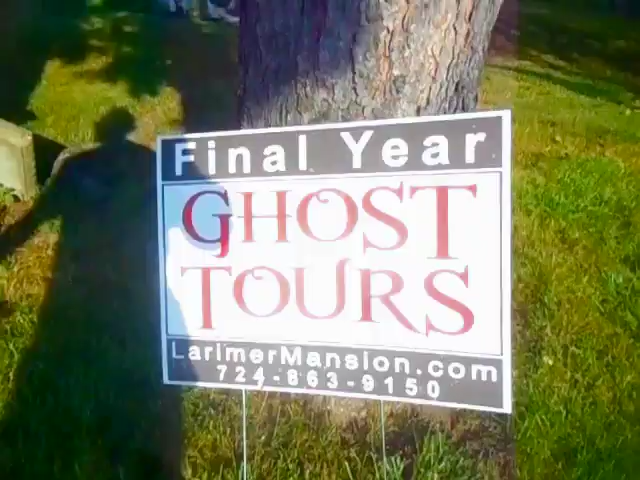 Final Year
GHOST
TOURS
LarimerMansion.com
724-863-9150